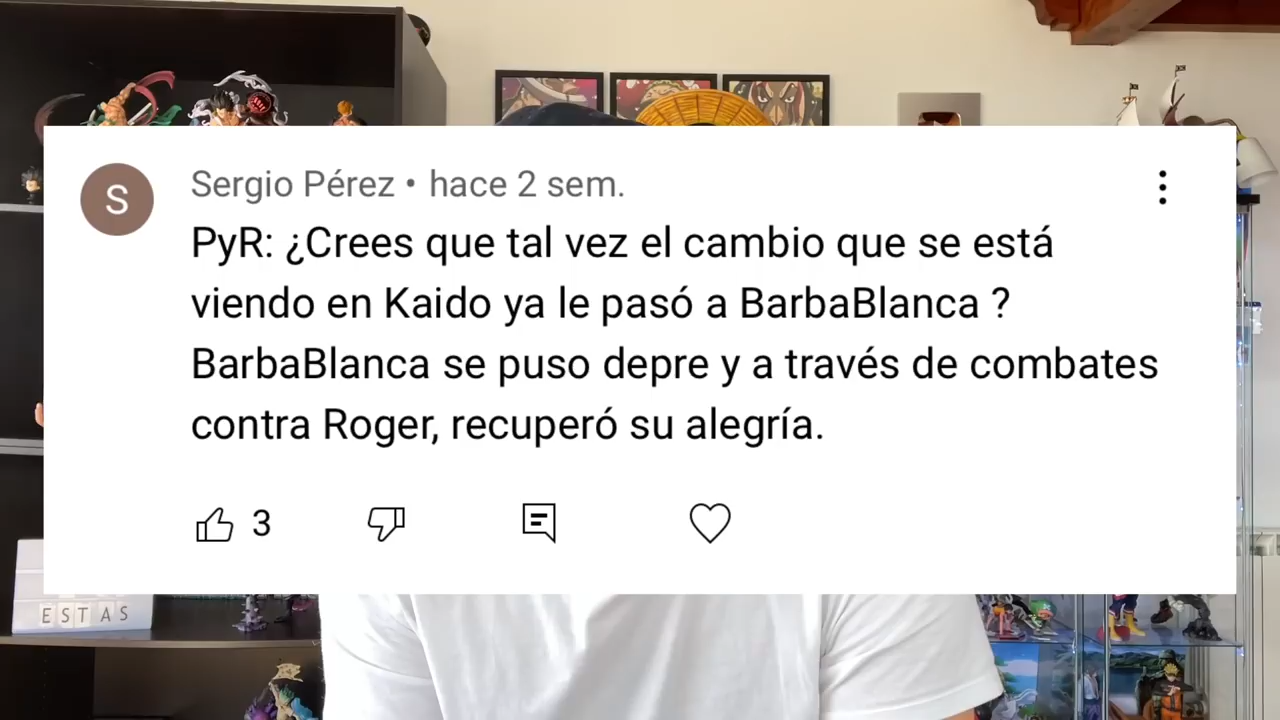 S
Sergio Pérez • hace 2 sem.
PyR: ¿Crees que tal vez el cambio que se está
viendo en Kaido ya le pasó a BarbaBlanca ?
BarbaBlanca se puso depre y a través de combates
contra Roger, recuperó su alegría.
3
ESTAS